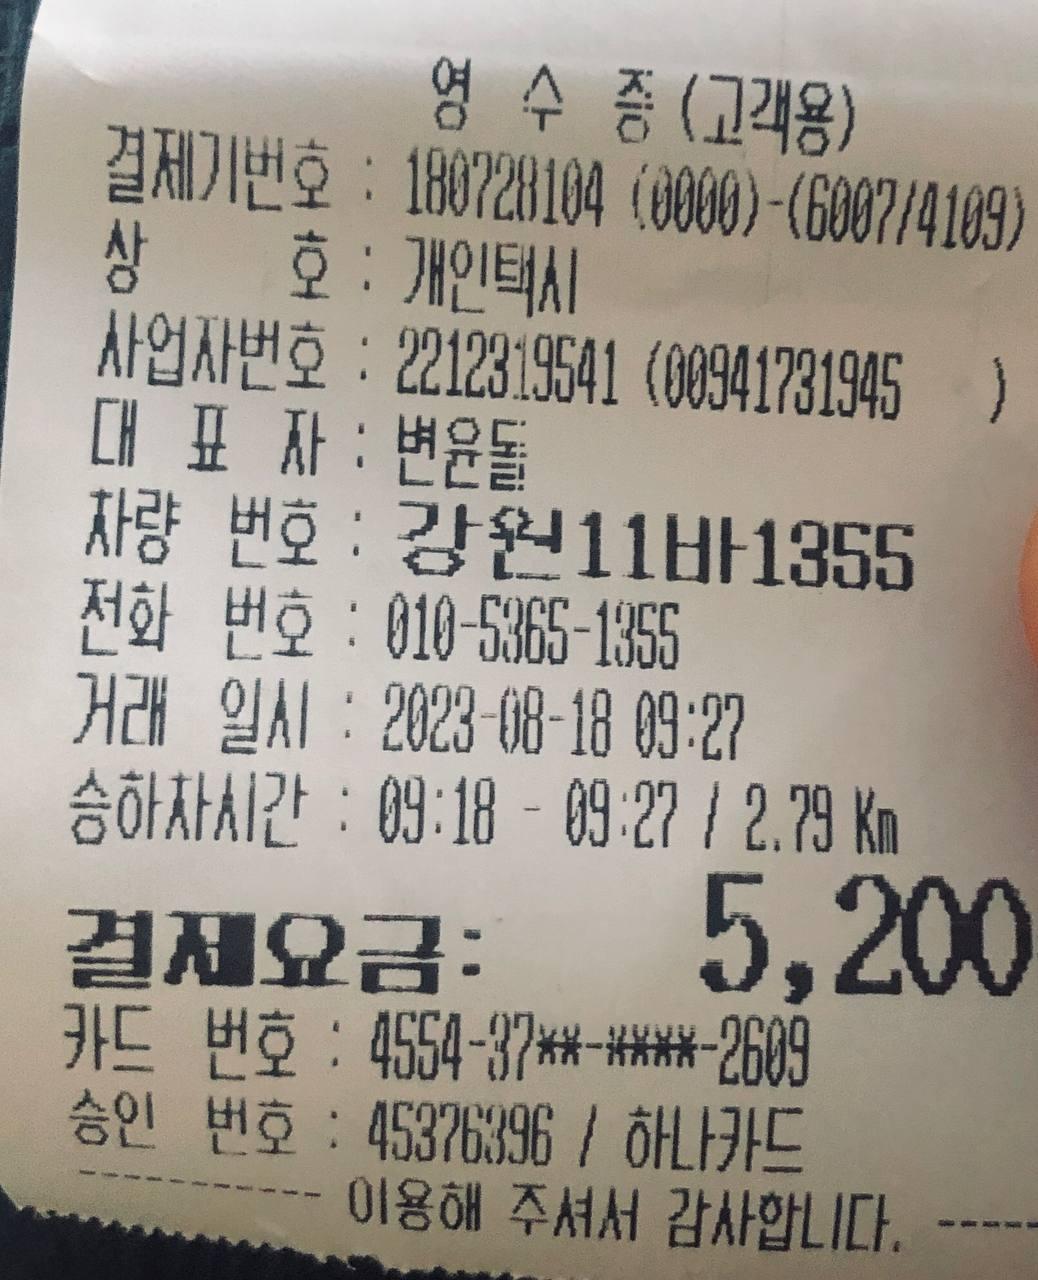 영 수 증(고객용)
결제기번호 : 180728104 (0000)-(6007/4109)
상 호 : 개인택시
사업자번호 : 2212319541 (00941731945 )
대 표 자 : 변윤돌
차량 번호 : 강원11바1355
전화 번호 : 010-5365-1355
거래 일시 : 2023-08-18 09:27
승하차시간 : 09:18 - 09:27 / 2.79 Km
결제요금: 5,200
카드 번호 : 4554-37**-****-2609
승인 번호 : 45376396 / 하나카드
----------- 이용해 주셔서 감사합니다. -----